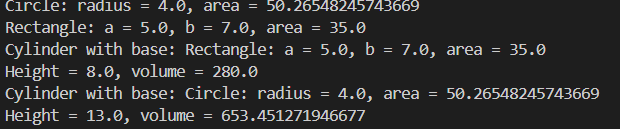 Circle: radius = 4.0, area = 50.26548245743669
Rectangle: a = 5.0, b = 7.0, area = 35.0
Cylinder with base: Rectangle: a = 5.0, b = 7.0, area = 35.0
Height = 8.0, volume = 280.0
Cylinder with base: Circle: radius = 4.0, area = 50.26548245743669
Height = 13.0, volume = 653.451271946677